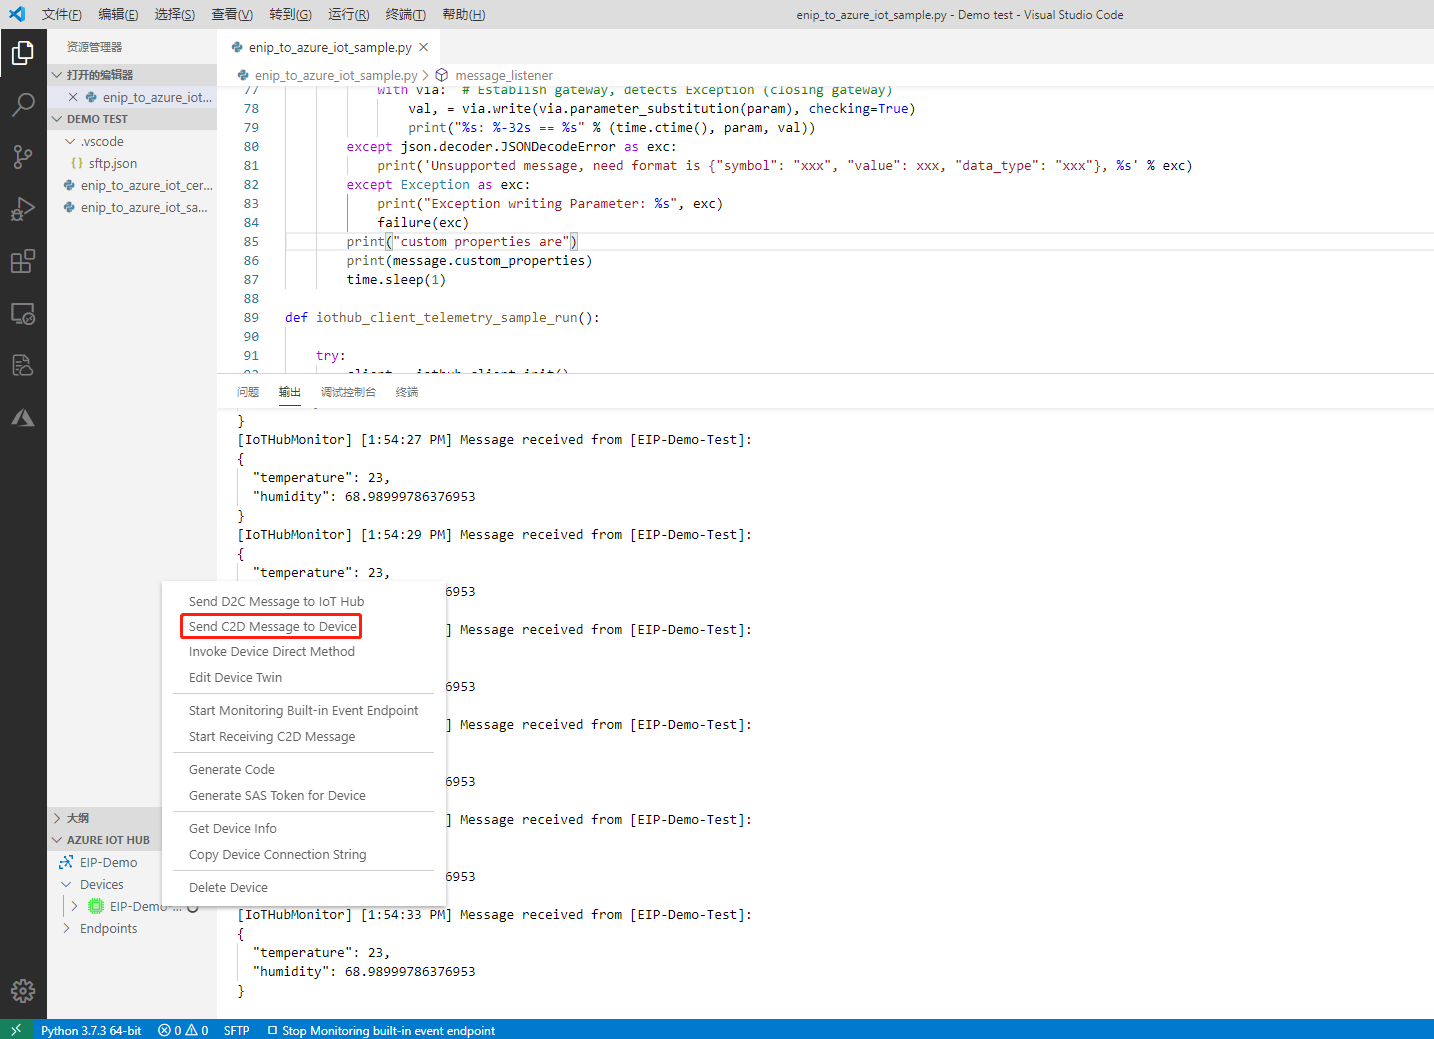 文件(F) 编辑(E) 选择(S) 查看(V) 转到(G) 运行(R) 终端(T) 帮助(H) enip_to_azure_iot_sample.py - Demo test - Visual Studio Code
资源管理器
打开的编辑器
enip_to_azure_iot...
DEMO TEST
.vscode
{} sftp.json
enip_to_azure_iot_cer...
enip_to_azure_iot_sa...
enip_to_azure_iot_sample.py
enip_to_azure_iot_sample.py > message_listener
77 with via: # Establish gateway, detects Exception (closing gateway)
78 val, = via.write(via.parameter_substitution(param), checking=True)
79 print("%s: %-32s == %s" % (time.ctime(), param, val))
80 except json.decoder.JSONDecodeError as exc:
81 print('Unsupported message, need format is {"symbol": "xxx", "value": xxx, "data_type": "xxx"}, %s' % exc)
82 except Exception as exc:
83 print("Exception writing Parameter: %s", exc)
84 failure(exc)
85 print("custom properties are")
86 print(message.custom_properties)
87 time.sleep(1)
88
89 def iothub_client_telemetry_sample_run():
90
91 try:
92 client = iothub_client_init()
问题 输出 调试控制台 终端
}
[IoTHubMonitor] [1:54:27 PM] Message received from [EIP-Demo-Test]:
{
"temperature": 23,
"humidity": 68.98999786376953
}
[IoTHubMonitor] [1:54:29 PM] Message received from [EIP-Demo-Test]:
{
"temperature": 23,
6953
] Message received from [EIP-Demo-Test]:
6953
] Message received from [EIP-Demo-Test]:
6953
] Message received from [EIP-Demo-Test]:
6953
[IoTHubMonitor] [1:54:33 PM] Message received from [EIP-Demo-Test]:
{
"temperature": 23,
"humidity": 68.98999786376953
}
Send D2C Message to IoT Hub
Send C2D Message to Device
Invoke Device Direct Method
Edit Device Twin
Start Monitoring Built-in Event Endpoint
Start Receiving C2D Message
Generate Code
Generate SAS Token for Device
Get Device Info
Copy Device Connection String
Delete Device
大纲
AZURE IOT HUB
EIP-Demo
Devices
EIP-Demo-...
Endpoints
Python 3.7.3 64-bit 0 0 SFTP Stop Monitoring built-in event endpoint